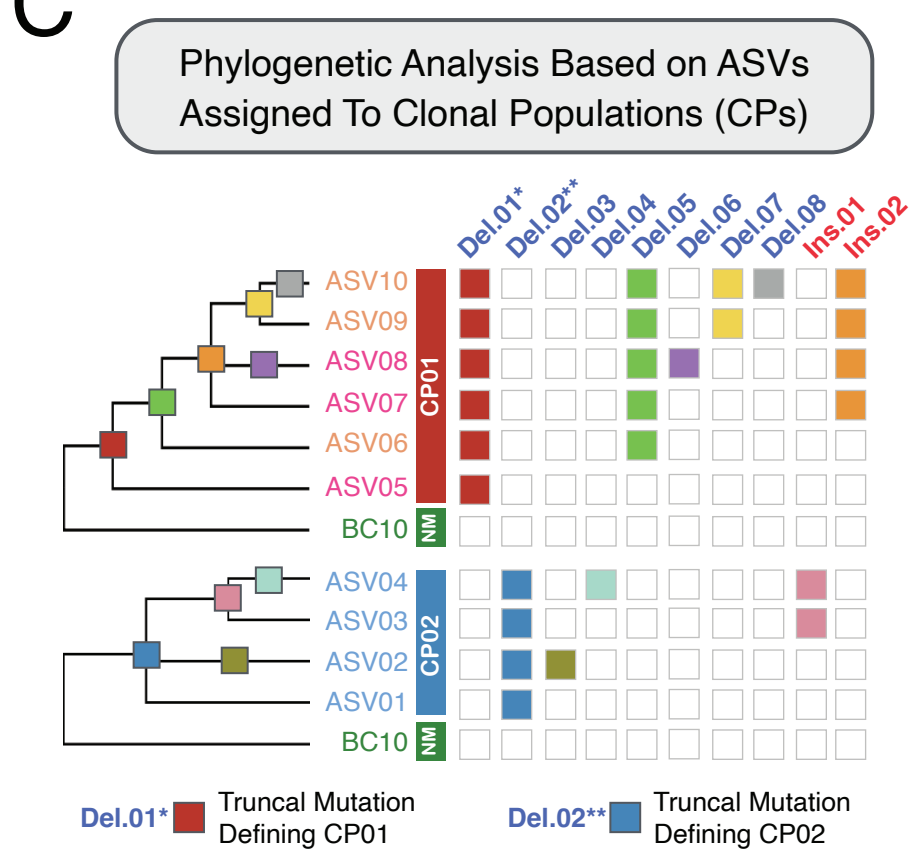 C
Phylogenetic Analysis Based on ASVs
Assigned To Clonal Populations (CPs)
Del.01* Del.02** Del.03 Del.04 Del.05 Del.06 Del.07 Del.08 Ins.01 Ins.02
ASV10
ASV09
ASV08
ASV07
ASV06
ASV05
CP01
BC10 NM
ASV04
ASV03
ASV02
ASV01
CP02
BC10 NM
Del.01* Truncal Mutation
Defining CP01
Del.02** Truncal Mutation
Defining CP02